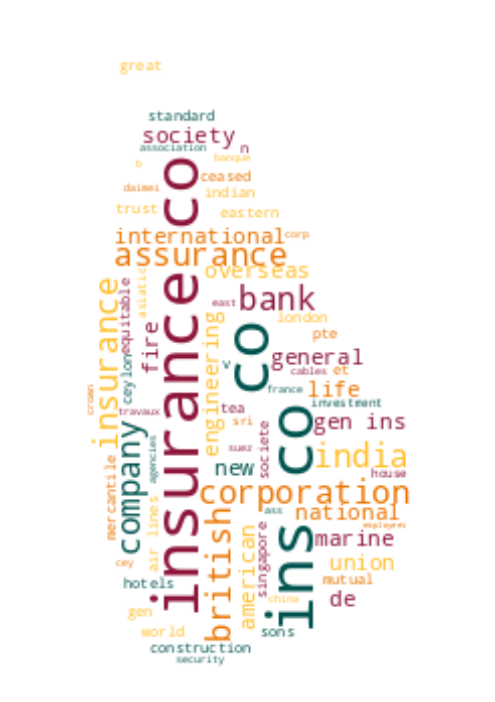 great
standard
society
association
n
b
banque
co
ceased
daimei
indian
trust
eastern
international
corp
assurance
asiatic
overseas
insurance
equitable
insurance co
east
bank
london
fire
engineering
co
pte
ceylon
v
general
cables
et
crown
france
life
travaux
tea
investment
sri
gen ins
company
agencies
societe
ins co
suez
india
new
house
mercantile
corporation
air lines
british
ass
national
american
singapore
employees
marine
cey
union
hotels
mutual
china
de
gen
world
sons
construction
security